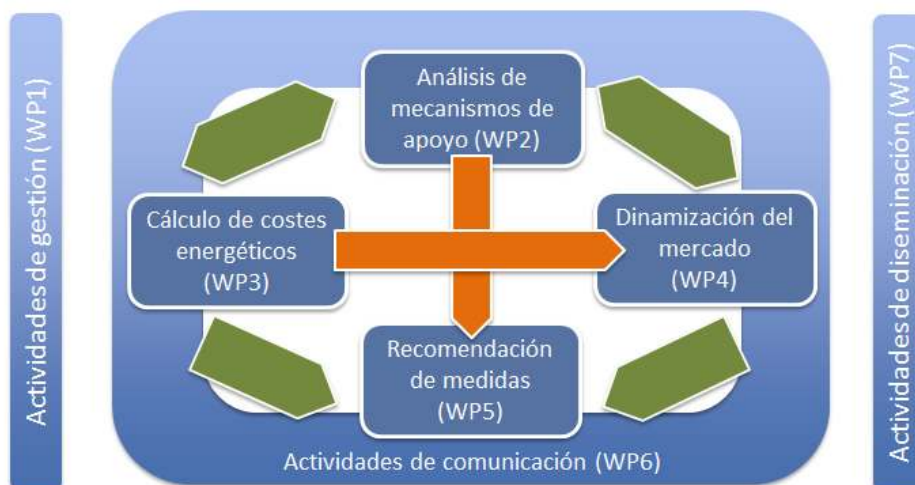 Actividades de gestión (WP1)
Análisis de
mecanismos de
apoyo (WP2)
Cálculo de costes
energéticos
(WP3)
Dinamización del
mercado
(WP4)
Recomendación
de medidas
(WP5)
Actividades de comunicación (WP6)
Actividades de diseminación (WP7)